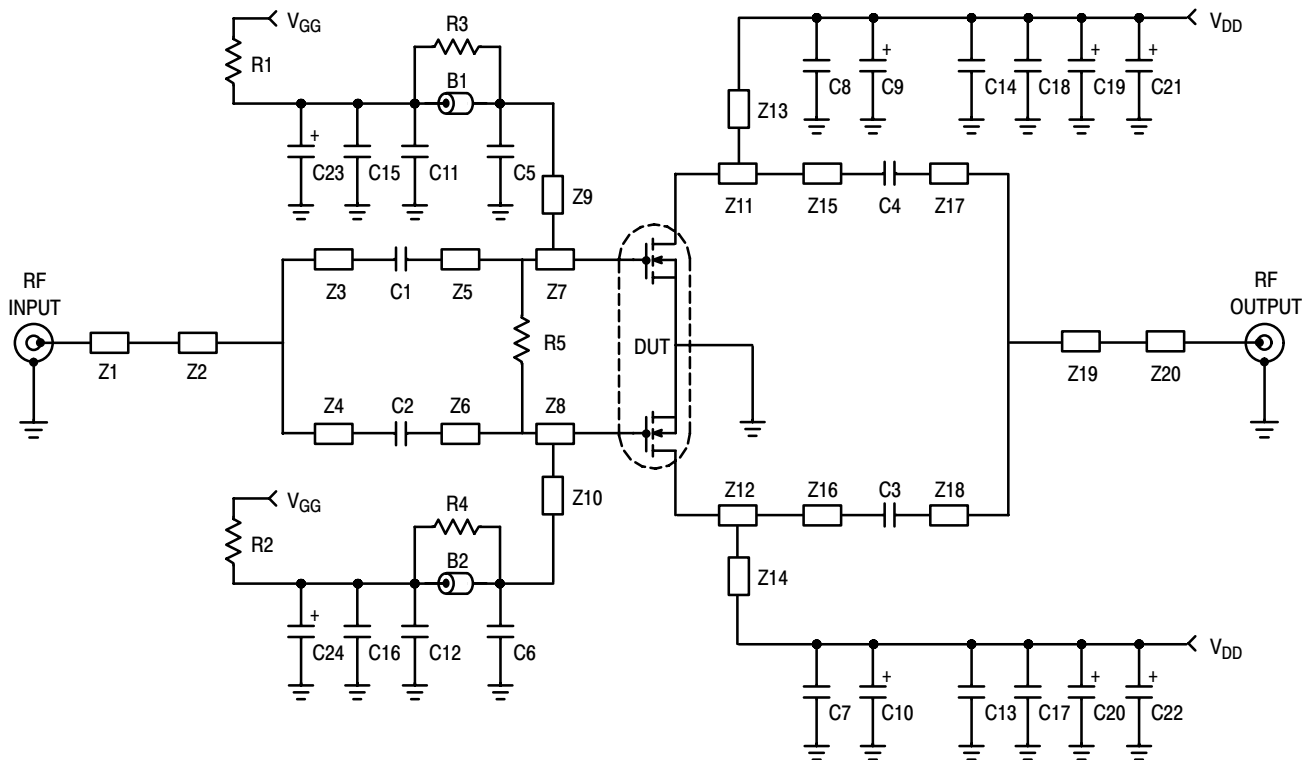 VGG
R1
R3
B1
+
C23
C15
C11
C5
Z9
VDD
+
+
+
C8
C9
C14
C18
C19
C21
Z13
Z11
Z15
C4
Z17
RF
INPUT
Z1
Z2
Z3
C1
Z5
Z7
R5
DUT
Z4
C2
Z6
Z8
Z10
RF
OUTPUT
Z19
Z20
Z12
Z16
C3
Z18
Z14
VGG
R2
R4
B2
+
C24
C16
C12
C6
VDD
+
+
+
C7
C10
C13
C17
C20
C22